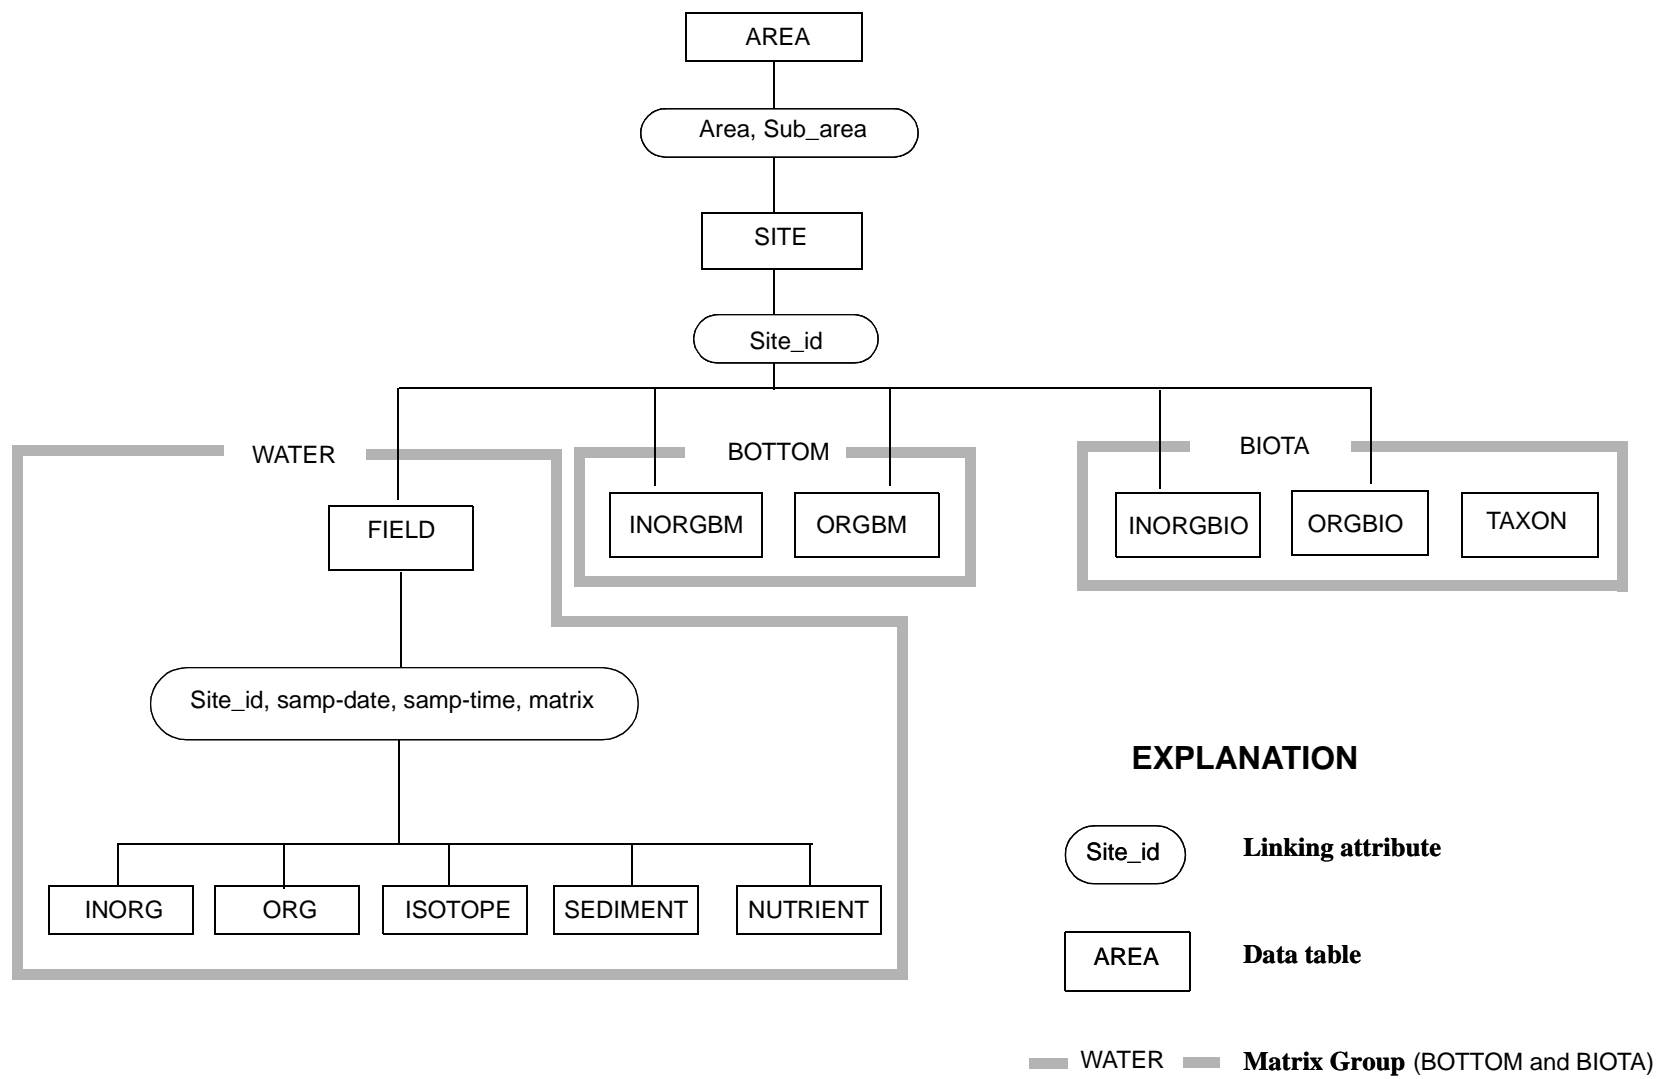 AREA
Area, Sub_area
SITE
Site_id
WATER
BOTTOM
BIOTA
FIELD
INORGBM
ORGBM
INORGBIO
ORGBIO
TAXON
Site_id, samp-date, samp-time, matrix
INORG
ORG
ISOTOPE
SEDIMENT
NUTRIENT
EXPLANATION
Site_id
Linking attribute
AREA
Data table
WATER
Matrix Group (BOTTOM and BIOTA)